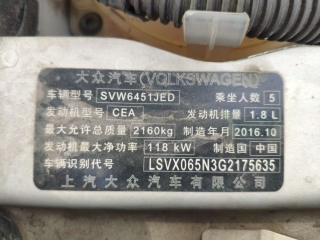 大众汽车(VOLKSWAGEN)
车辆型号 SVW6451JED 乘坐人数 5
发动机型号 CEA 发动机排量 1.8 L
最大允许总质量 2160kg 制造年月 2016.10
发动机最大净功率 118 kW 制造国 中国
车辆识别代号 LSVX065N3G2175635
上汽大众汽车有限公司